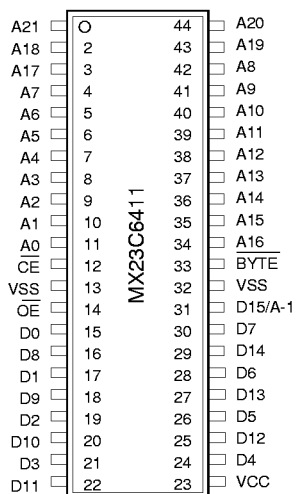 A21 O 44 A20
A18 2 43 A19
A17 3 42 A8
A7 4 41 A9
A6 5 40 A10
A5 6 39 A11
A4 7 38 A12
A3 8 37 A13
A2 9 36 A14
A1 10 35 A15
A0 11 34 A16
C̅E̅ 12 33 B̅Y̅T̅E̅
VSS 13 32 VSS
O̅E̅ 14 31 D15/A-1
D0 15 30 D7
D8 16 29 D14
D1 17 28 D6
D9 18 27 D13
D2 19 26 D5
D10 20 25 D12
D3 21 24 D4
D11 22 23 VCC
MX23C6411